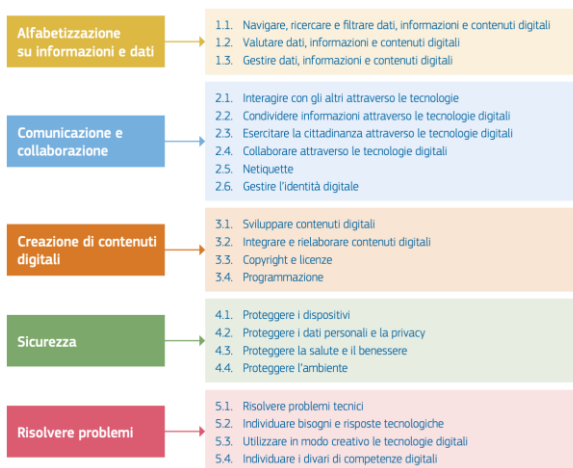 Alfabetizzazione
su informazioni e dati
1.1. Navigare, ricercare e filtrare dati, informazioni e contenuti digitali
1.2. Valutare dati, informazioni e contenuti digitali
1.3. Gestire dati, informazioni e contenuti digitali
Comunicazione e
collaborazione
2.1. Interagire con gli altri attraverso le tecnologie
2.2. Condividere informazioni attraverso le tecnologie digitali
2.3. Esercitare la cittadinanza attraverso le tecnologie digitali
2.4. Collaborare attraverso le tecnologie digitali
2.5. Netiquette
2.6. Gestire l'identità digitale
Creazione di contenuti
digitali
3.1. Sviluppare contenuti digitali
3.2. Integrare e rielaborare contenuti digitali
3.3. Copyright e licenze
3.4. Programmazione
Sicurezza
4.1. Proteggere i dispositivi
4.2. Proteggere i dati personali e la privacy
4.3. Proteggere la salute e il benessere
4.4. Proteggere l'ambiente
Risolvere problemi
5.1. Risolvere problemi tecnici
5.2. Individuare bisogni e risposte tecnologiche
5.3. Utilizzare in modo creativo le tecnologie digitali
5.4. Individuare i divari di competenze digitali